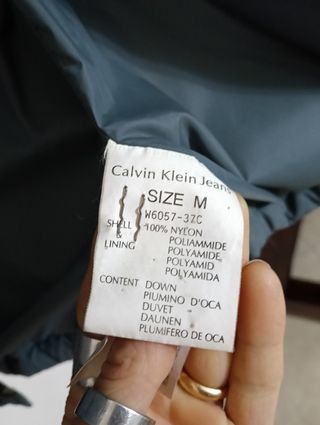 Calvin Klein Jeans
SIZE M
W6057-3ZC
SHELL & LINING
100% NYLON
POLIAMMIDE
POLYAMIDE
POLYAMID
POLYAMIDA
CONTENT DOWN
PIUMINO D'OCA
DUVET
DAUNEN
PLUMIFERO DE OCA